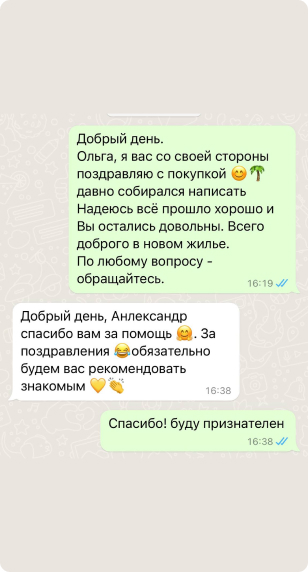 Добрый день.
Ольга, я вас со своей стороны
поздравляю с покупкой 😊🌴
давно собирался написать
Надеюсь всё прошло хорошо и
Вы остались довольны. Всего
доброго в новом жилье.
По любому вопросу -
обращайтесь.
16:19
Добрый день, Анлександр
спасибо вам за помощь 🤗. За
поздравления 😂обязательно
будем вас рекомендовать
знакомым 💛👏
16:38
Спасибо! буду признателен
16:38